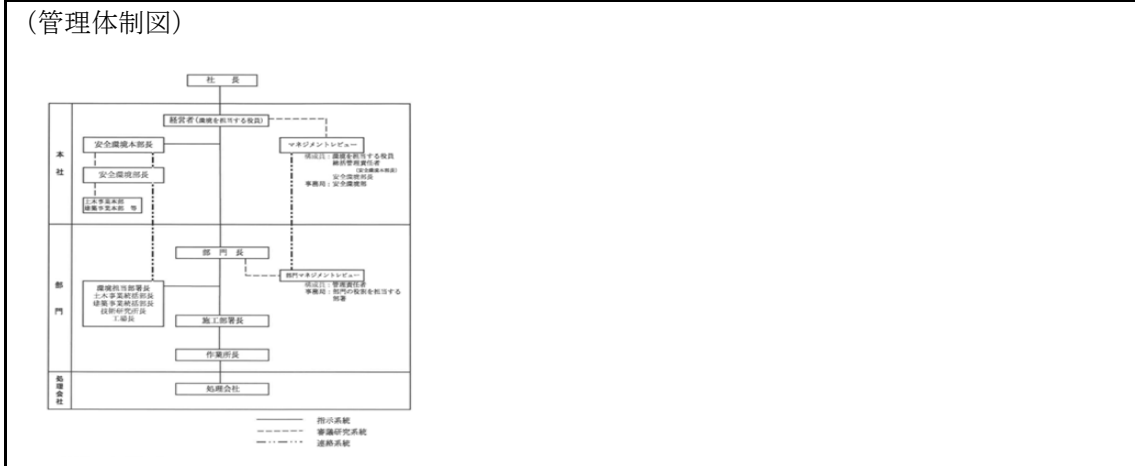 (管理体制図)
社 長
本社
経営者(環境を担当する役員)
安全環境本部長
マネジメントレビュー
構成員:環境を担当する役員
統括管理責任者
(安全環境本部長)
安全環境部長
事務局:安全環境部
安全環境部長
土木事業本部
建築事業本部 等
部門
部 門 長
部門マネジメントレビュー
構成員:管理責任者
事務局:部門の役割を担当する
部署
環境担当部署長
土木事業統括部長
建築事業統括部長
技術研究所長
工場長
施工部署長
作業所長
処理会社
処理会社
指示系統
審議研究系統
連絡系統